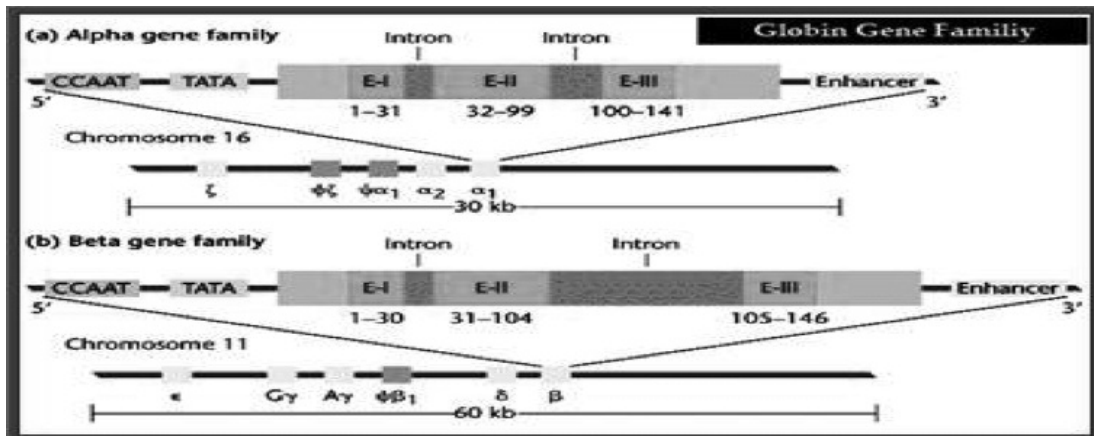 Globin Gene Familiy
(a) Alpha gene family
Intron Intron
CCAAT TATA E-I E-II E-III Enhancer
5′ 1–31 32–99 100–141 3′
Chromosome 16
ζ ψζ ψα1 α2 α1
30 kb
(b) Beta gene family
Intron Intron
CCAAT TATA E-I E-II E-III Enhancer
5′ 1–30 31–104 105–146 3′
Chromosome 11
ϵ Gγ Aγ ψβ1 δ β
60 kb